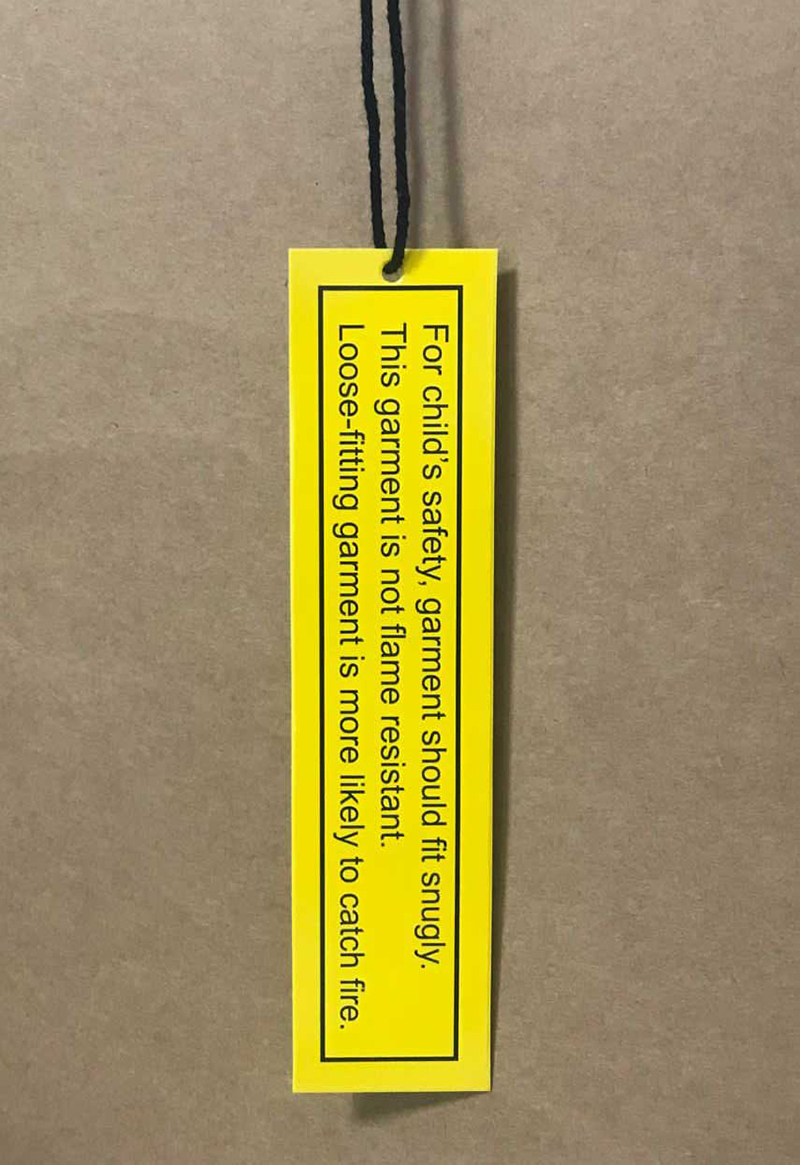 For child’s safety, garment should fit snugly.
This garment is not flame resistant.
Loose-fitting garment is more likely to catch fire.